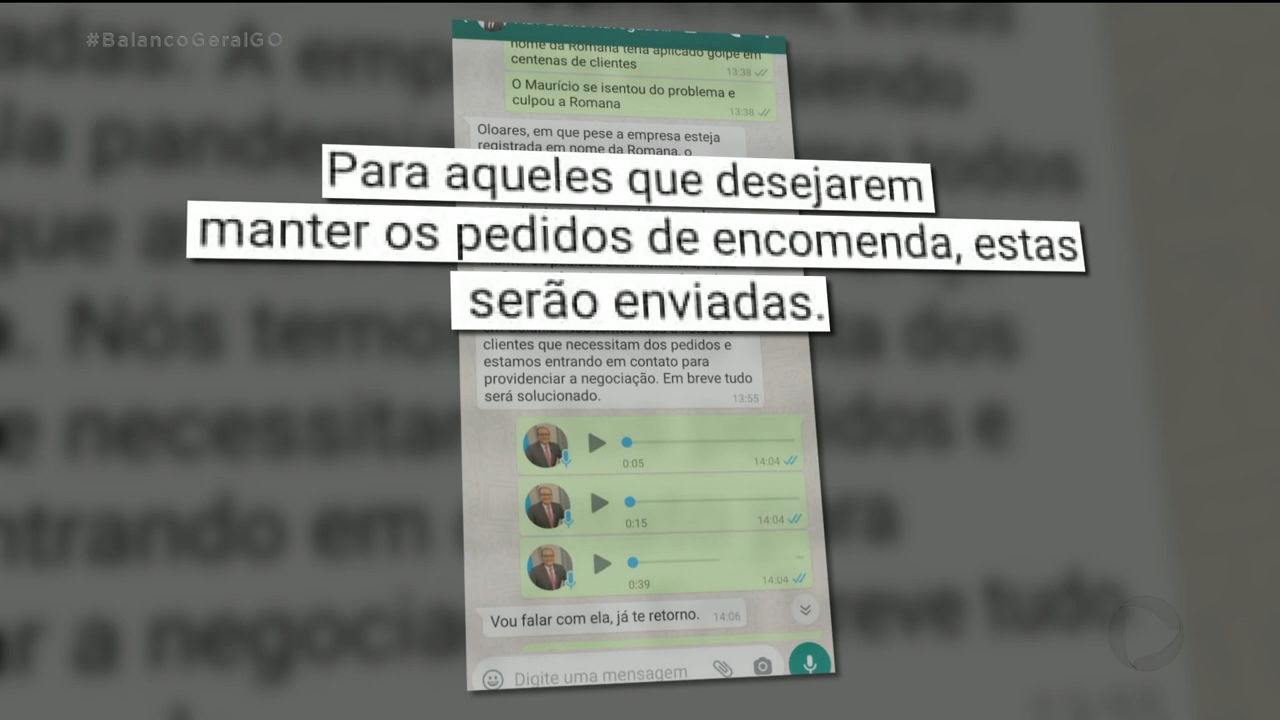 #BalancoGeralGO
nome da Romana teria aplicado golpe em
centenas de clientes
13:38
O Maurício se isentou do problema e
culpou a Romana
13:38
Oloares, em que pese a empresa esteja
registrada em nome da Romana, o
Para aqueles que desejarem
manter os pedidos de encomenda, estas
serão enviadas.
clientes que necessitam dos pedidos e
estamos entrando em contato para
providenciar a negociação. Em breve tudo
será solucionado.
13:55
0:05
14:04
0:15
14:04
0:39
14:04
Vou falar com ela, já te retorno.
14:06
Digite uma mensagem